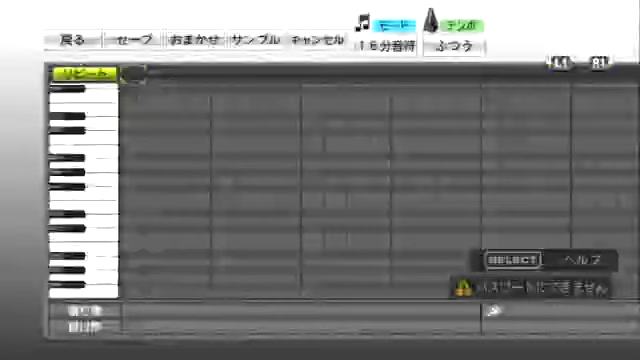 モード
テンポ
戻る セーブ おまかせ サンプル キャンセル 16分音符 ふつう
L1 R1
リピート
SELECT ヘルプ